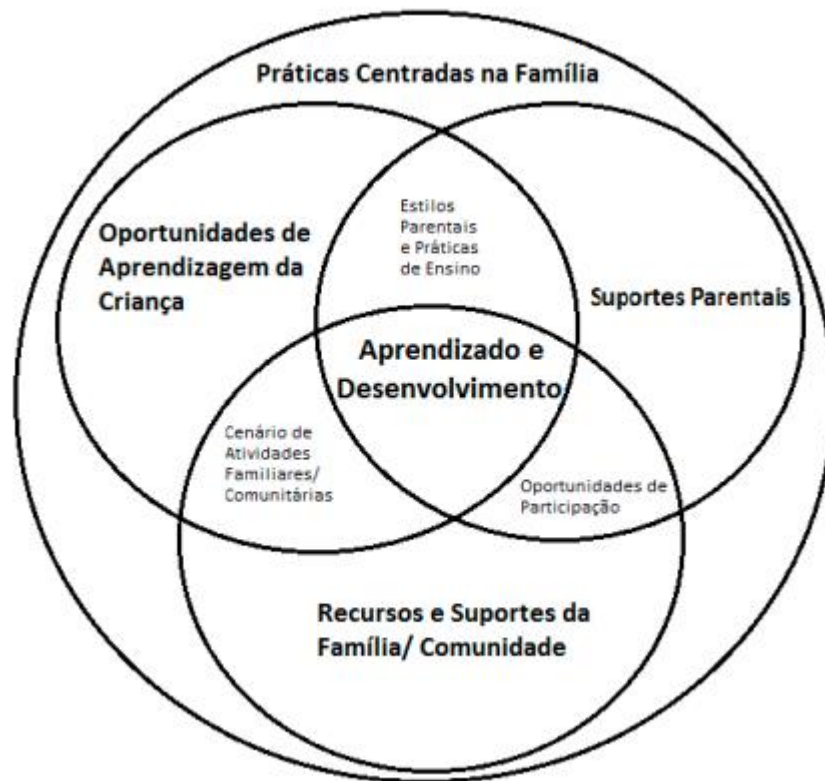 Práticas Centradas na Família
Estilos
Parentais
e Práticas
de Ensino
Oportunidades de
Aprendizagem da
Criança
Suportes Parentais
Aprendizado e
Desenvolvimento
Cenário de
Atividades
Familiares/
Comunitárias
Oportunidades de
Participação
Recursos e Suportes da
Família/ Comunidade